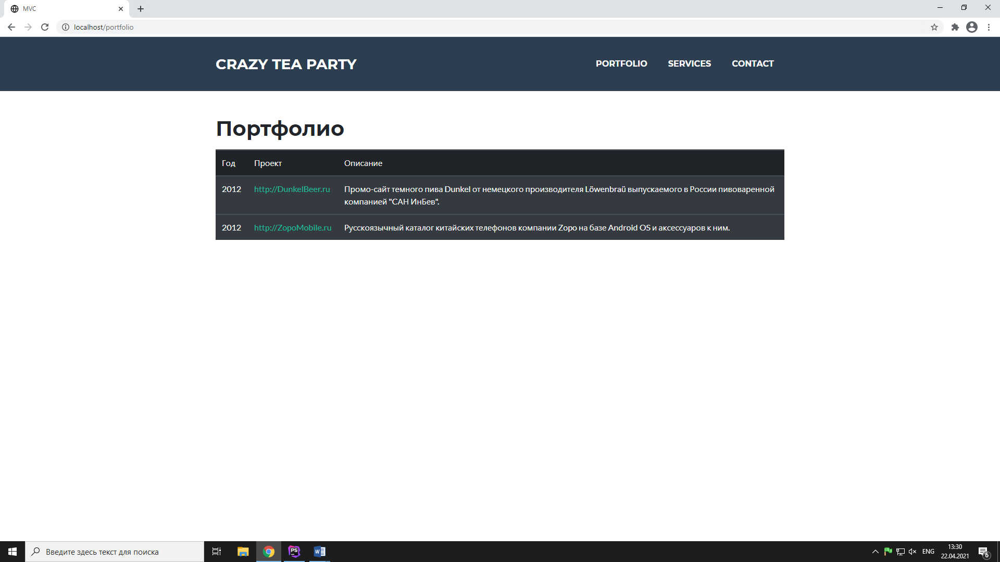 MVC
localhost/portfolio
CRAZY TEA PARTY
PORTFOLIO SERVICES CONTACT
Портфолио
Год Проект Описание
2012 http://DunkelBeer.ru Промо-сайт темного пива Dunkel от немецкого производителя Löwenbraü выпускаемого в России пивоваренной
компанией "САН ИнБев".
2012 http://ZopoMobile.ru Русскоязычный каталог китайских телефонов компании Zopo на базе Android OS и аксессуаров к ним.
Введите здесь текст для поиска
PS
W
ENG
13:30
22.04.2021
6